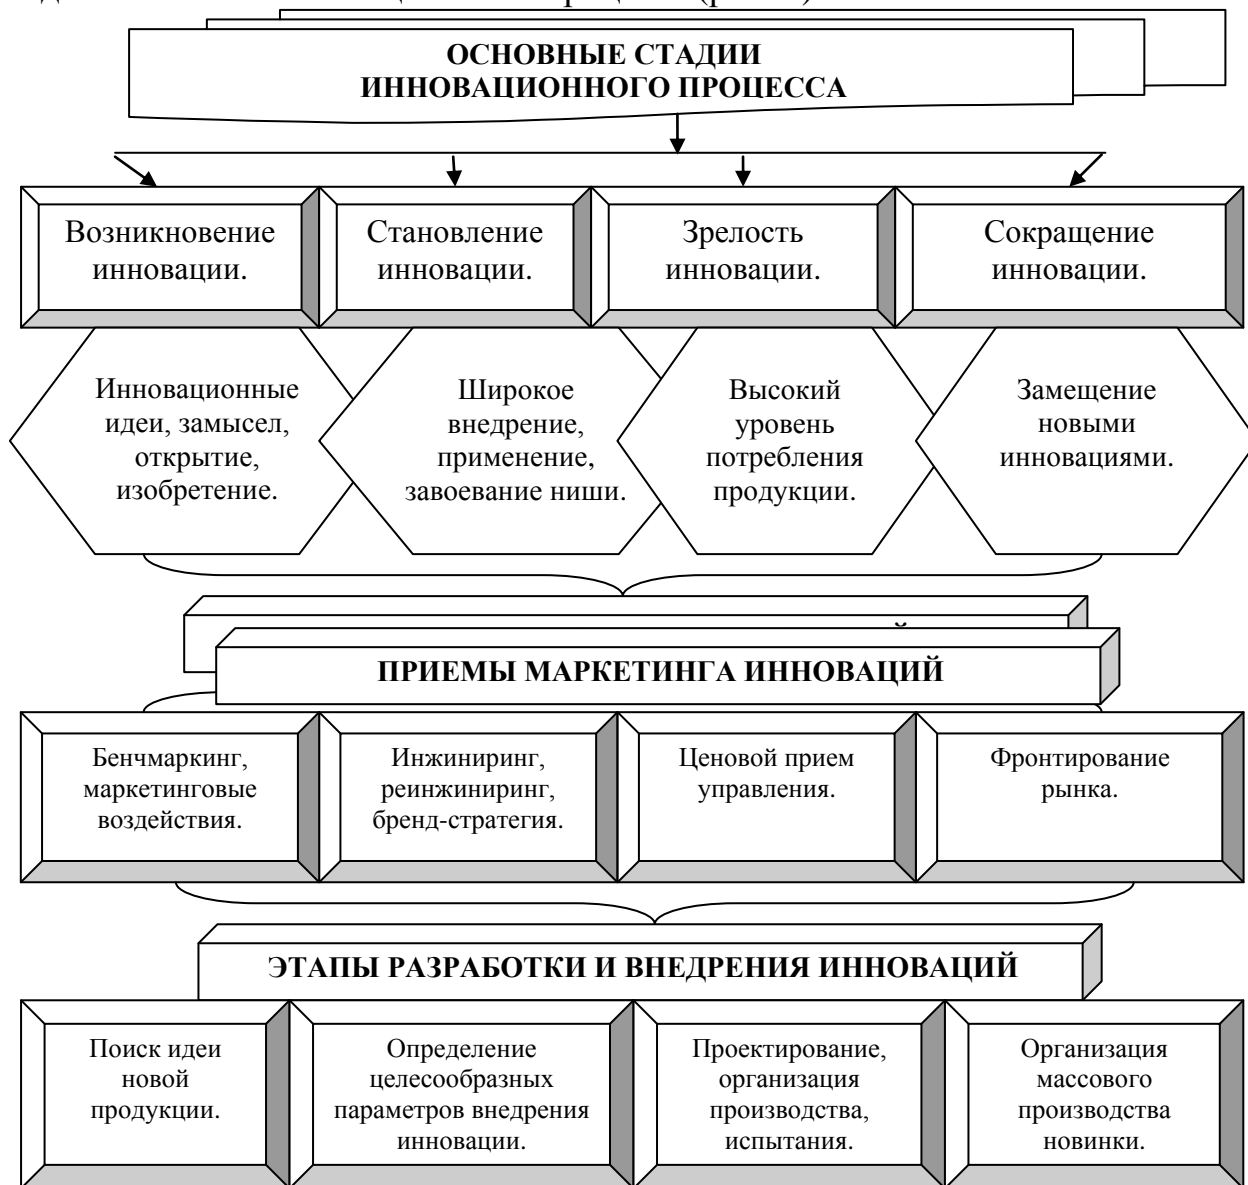 ОСНОВНЫЕ СТАДИИ
ИННОВАЦИОННОГО ПРОЦЕССА
Возникновение
инновации.
Становление
инновации.
Зрелость
инновации.
Сокращение
инновации.
Инновационные
идеи, замысел,
открытие,
изобретение.
Широкое
внедрение,
применение,
завоевание ниши.
Высокий
уровень
потребления
продукции.
Замещение
новыми
инновациями.
ПРИЕМЫ МАРКЕТИНГА ИННОВАЦИЙ
Бенчмаркинг,
маркетинговые
воздействия.
Инжиниринг,
реинжиниринг,
бренд-стратегия.
Ценовой прием
управления.
Фронтирование
рынка.
ЭТАПЫ РАЗРАБОТКИ И ВНЕДРЕНИЯ ИННОВАЦИЙ
Поиск идеи
новой
продукции.
Определение
целесообразных
параметров внедрения
инновации.
Проектирование,
организация
производства,
испытания.
Организация
массового
производства
новинки.